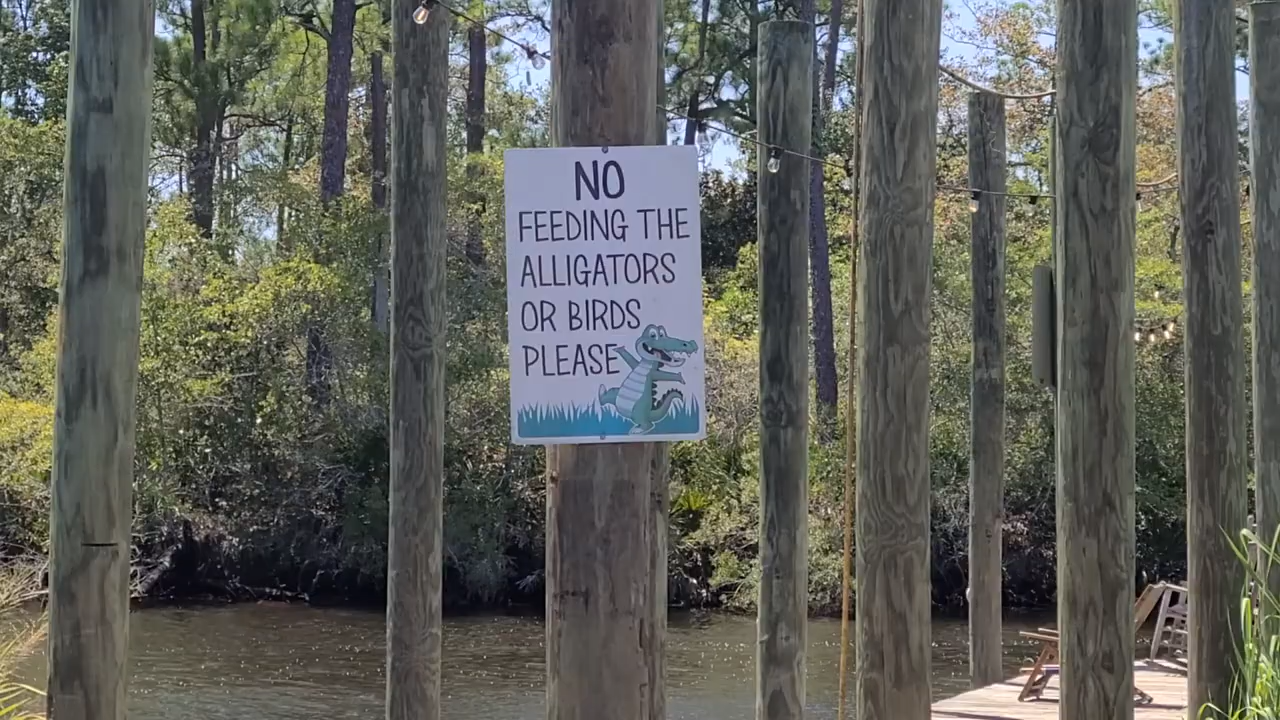 NO
FEEDING THE
ALLIGATORS
OR BIRDS
PLEASE